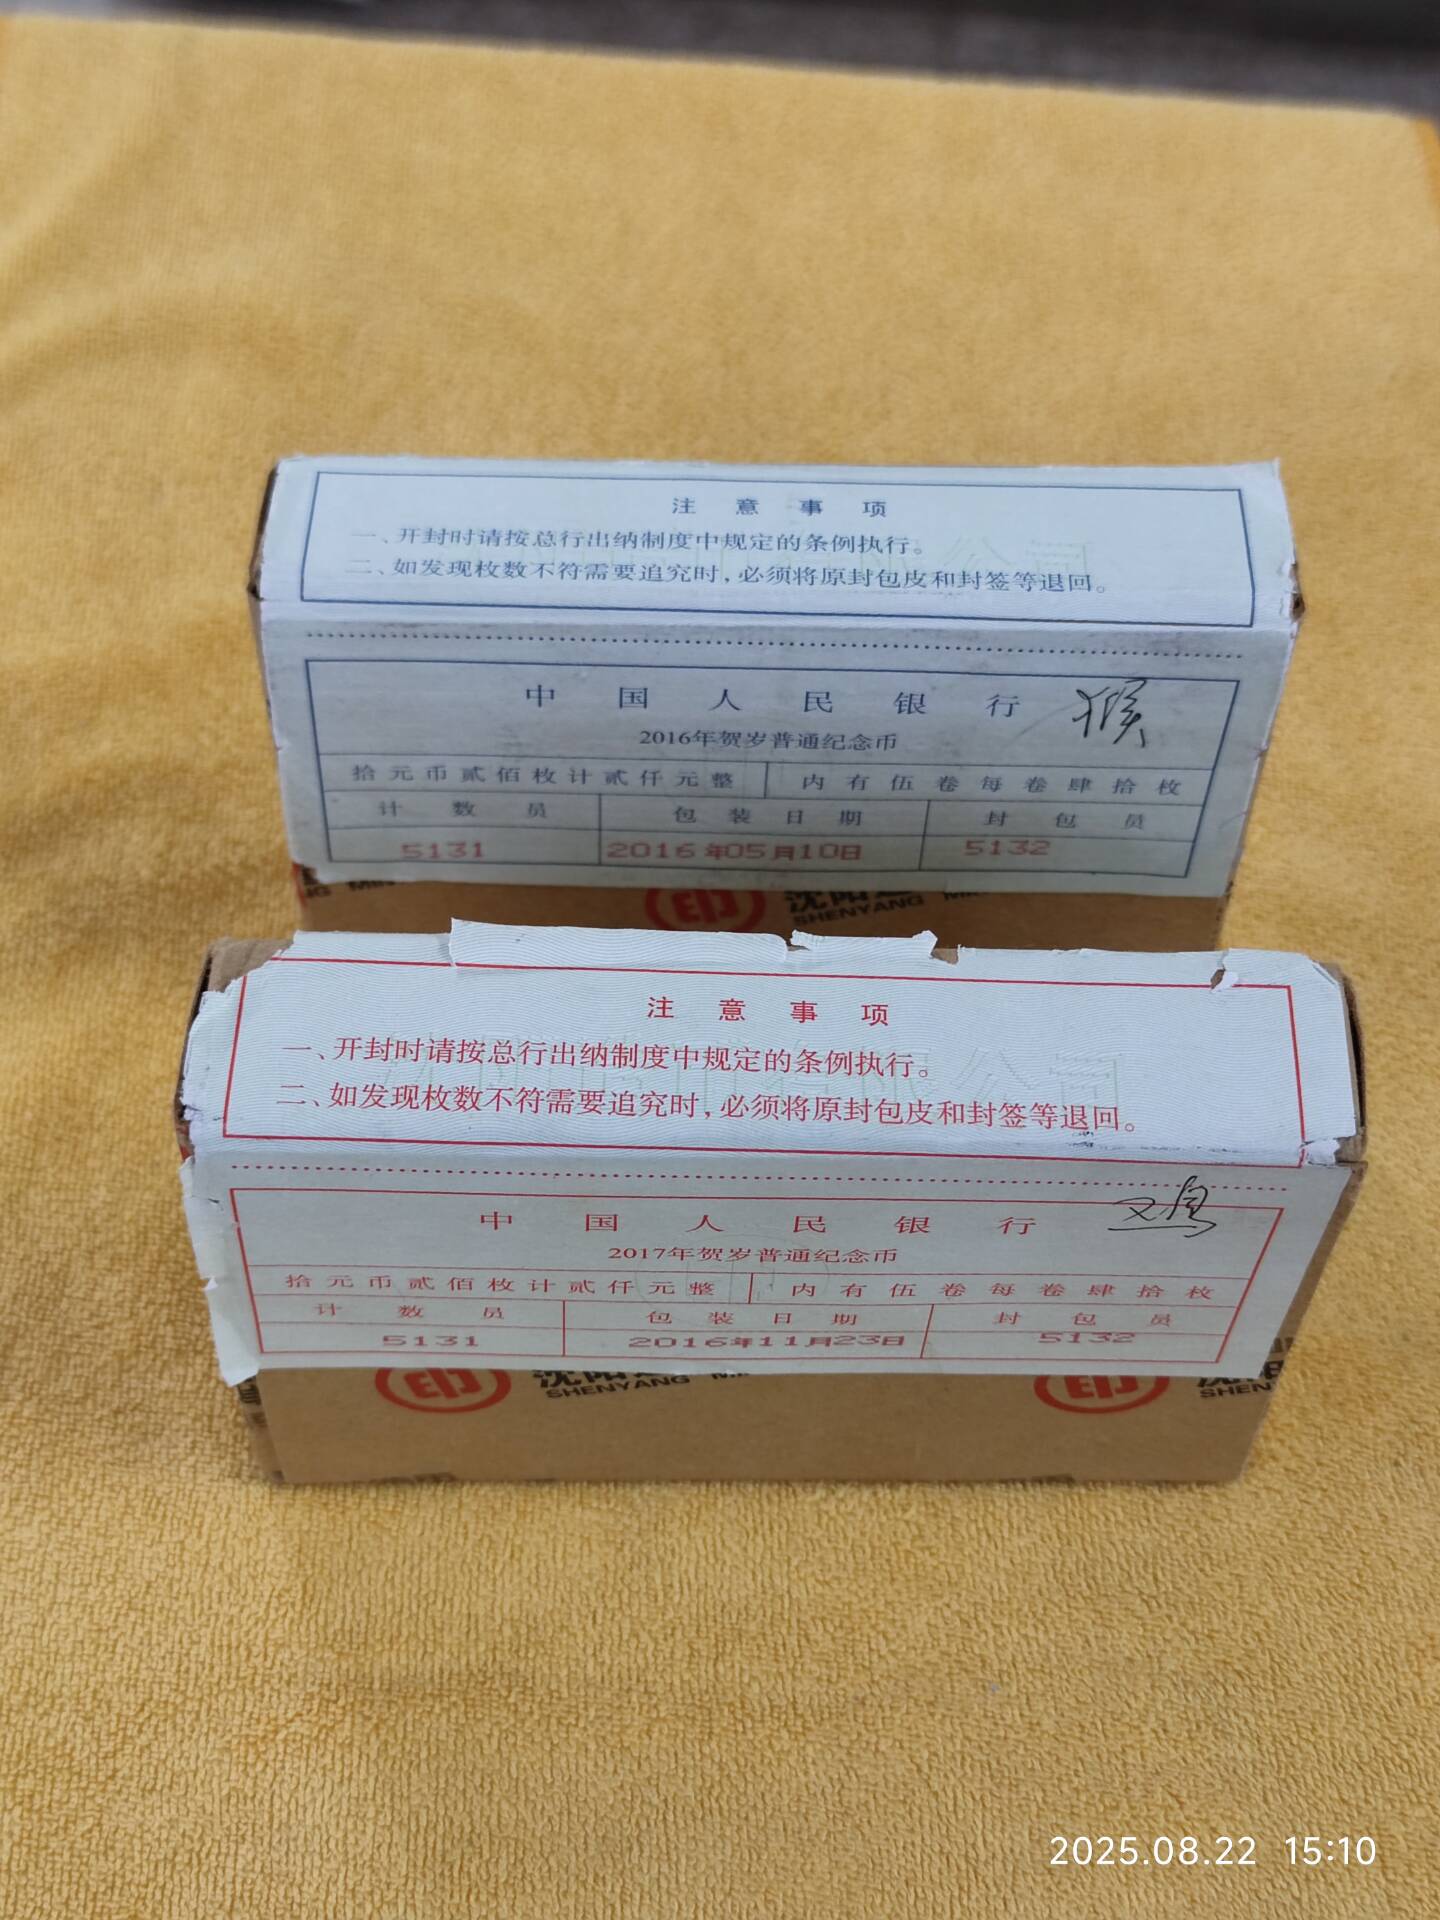 注意事项
一、开封时请按总行出纳制度中规定的条例执行。
二、如发现枚数不符需要追究时，必须将原封包皮和封签等退回。
中国人民银行
猴
2016年贺岁普通纪念币
拾元币贰佰枚计贰仟元整 内有伍卷每卷肆拾枚
计数员 包装日期 封包员
5131 2016年05月10日 5132
印 沈阳
SHENYANG
注意事项
一、开封时请按总行出纳制度中规定的条例执行。
二、如发现枚数不符需要追究时，必须将原封包皮和封签等退回。
中国人民银行
鸡
2017年贺岁普通纪念币
拾元币贰佰枚计贰仟元整 内有伍卷每卷肆拾枚
计数员 包装日期 封包员
5131 2016年11月23日 5132
印 沈阳 印 沈阳
SHENYANG SHEN
2025.08.22 15:10